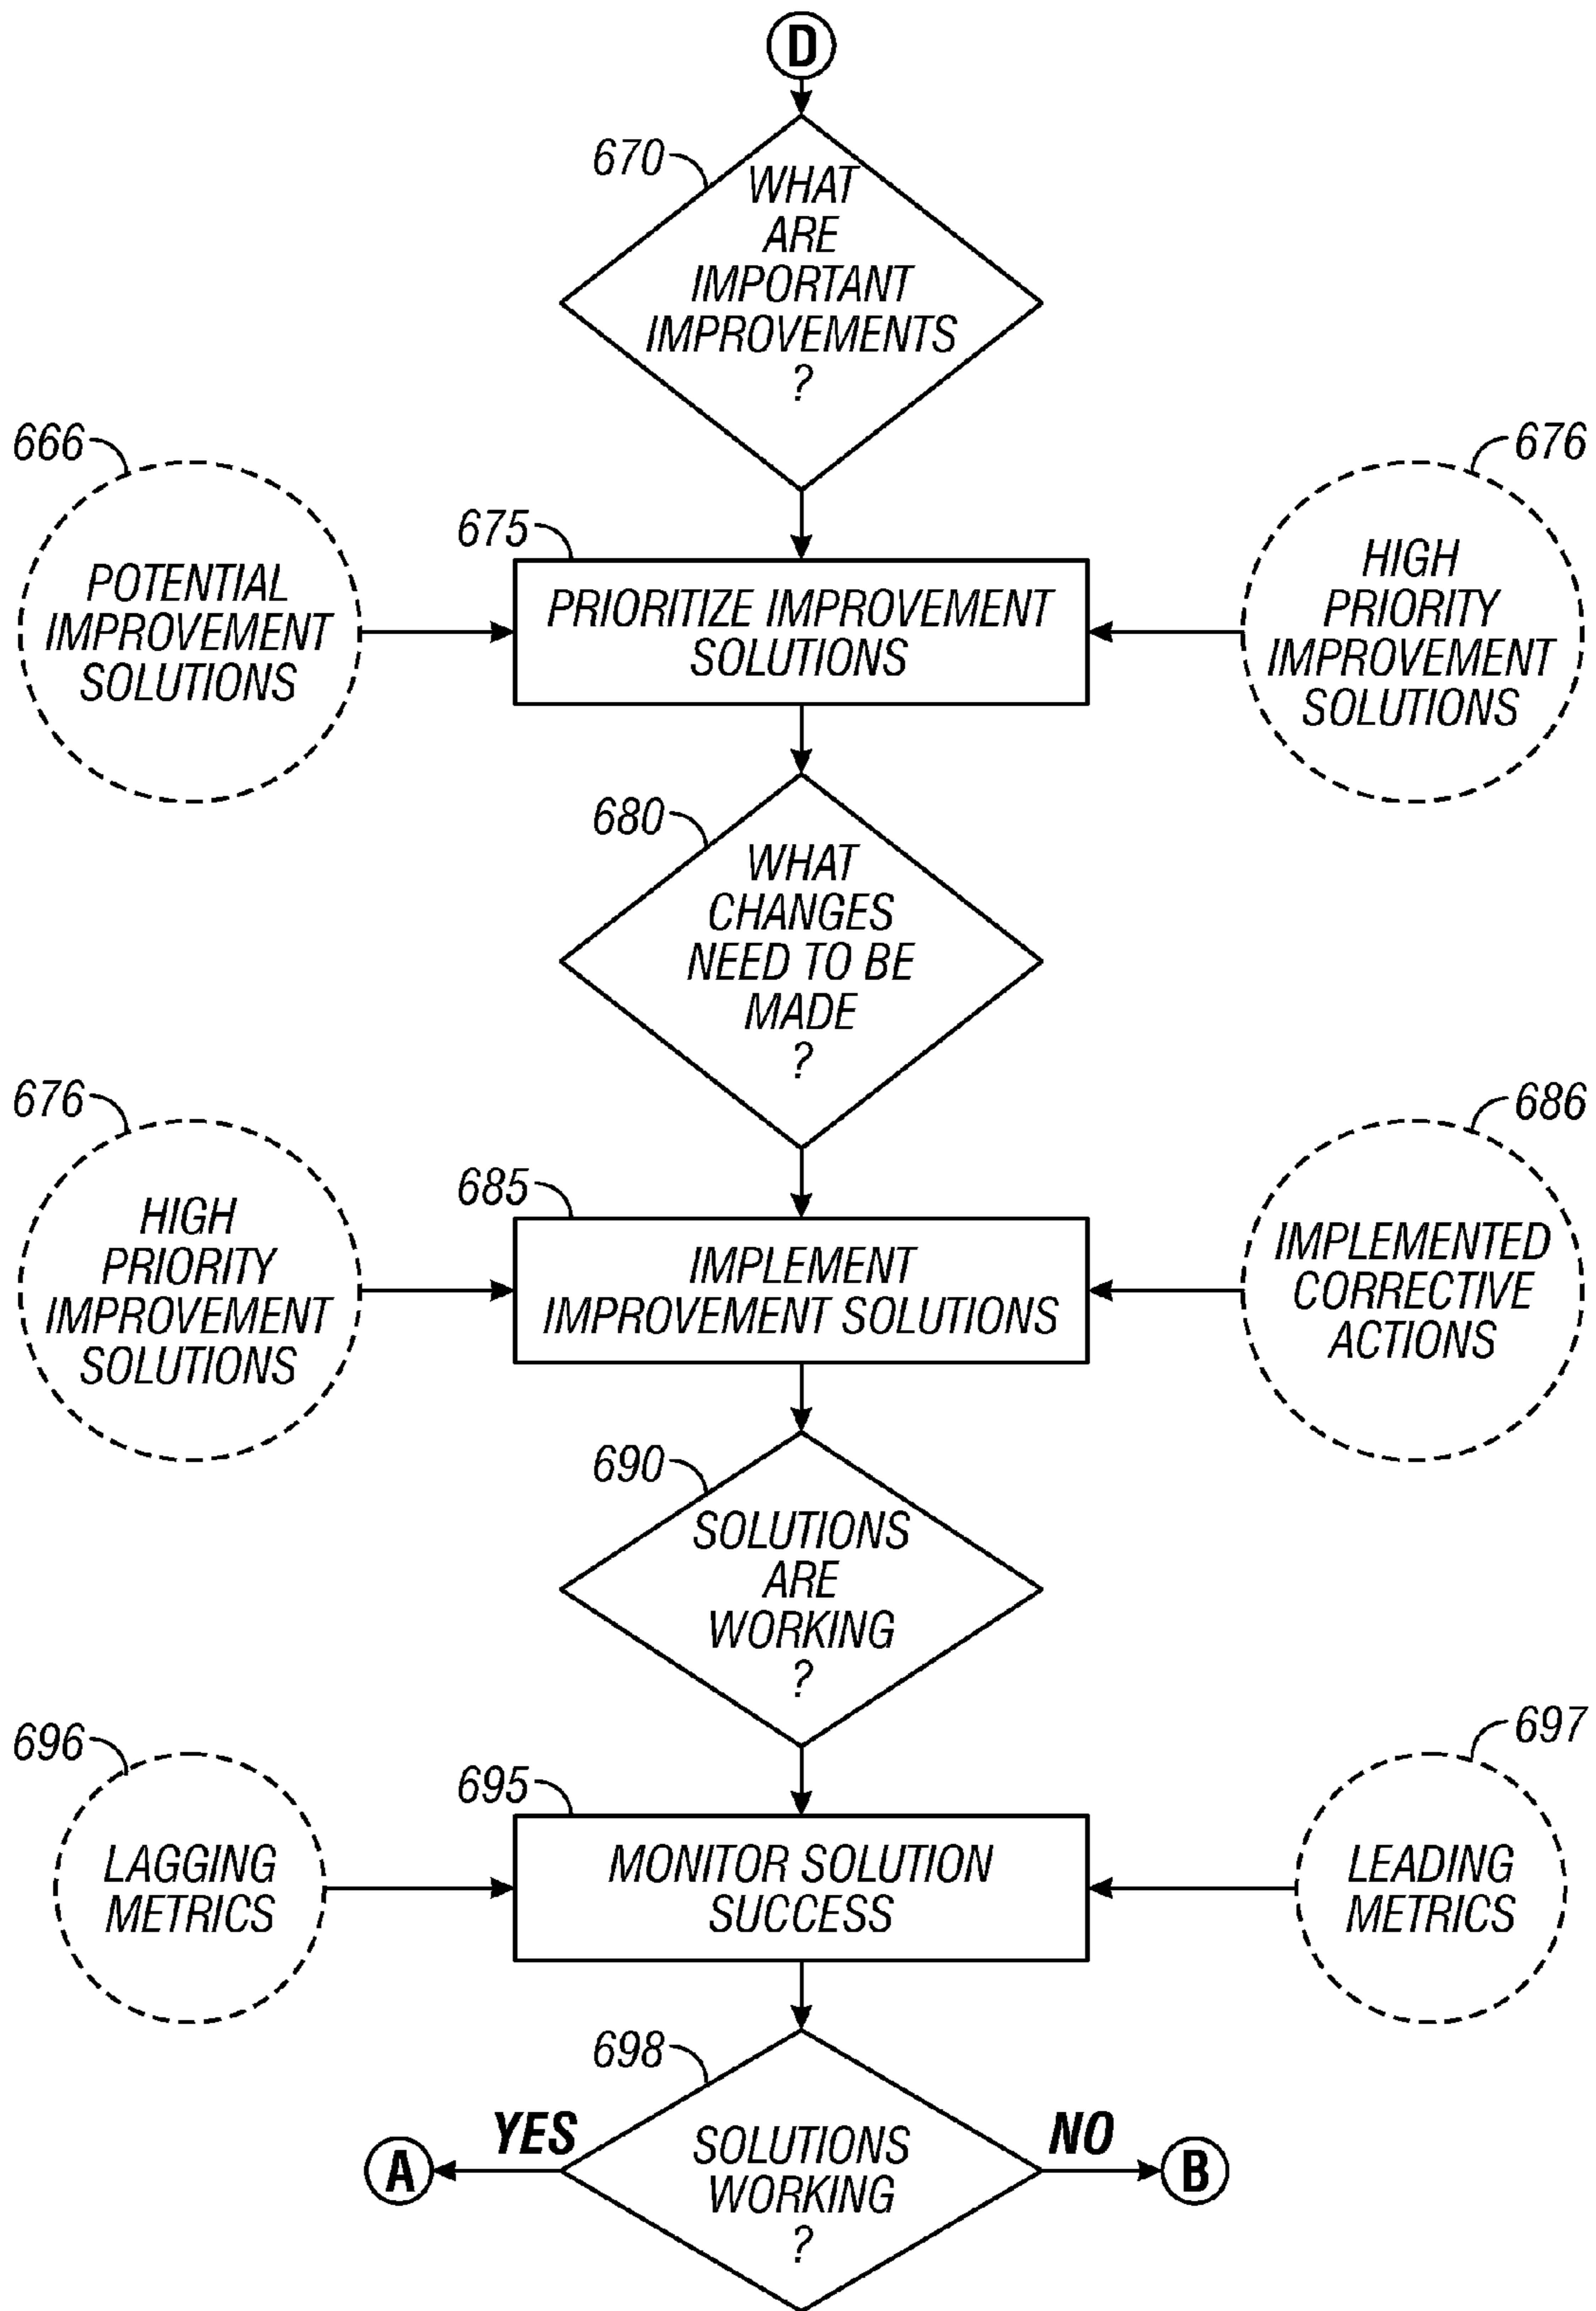 D
670
WHAT
ARE
IMPORTANT
IMPROVEMENTS
?
666
POTENTIAL
IMPROVEMENT
SOLUTIONS
675
PRIORITIZE IMPROVEMENT
SOLUTIONS
676
HIGH
PRIORITY
IMPROVEMENT
SOLUTIONS
680
WHAT
CHANGES
NEED TO BE
MADE
?
676
HIGH
PRIORITY
IMPROVEMENT
SOLUTIONS
685
IMPLEMENT
IMPROVEMENT SOLUTIONS
686
IMPLEMENTED
CORRECTIVE
ACTIONS
690
SOLUTIONS
ARE
WORKING
?
696
LAGGING
METRICS
695
MONITOR SOLUTION
SUCCESS
697
LEADING
METRICS
698
SOLUTIONS
WORKING
?
YES
A
NO
B